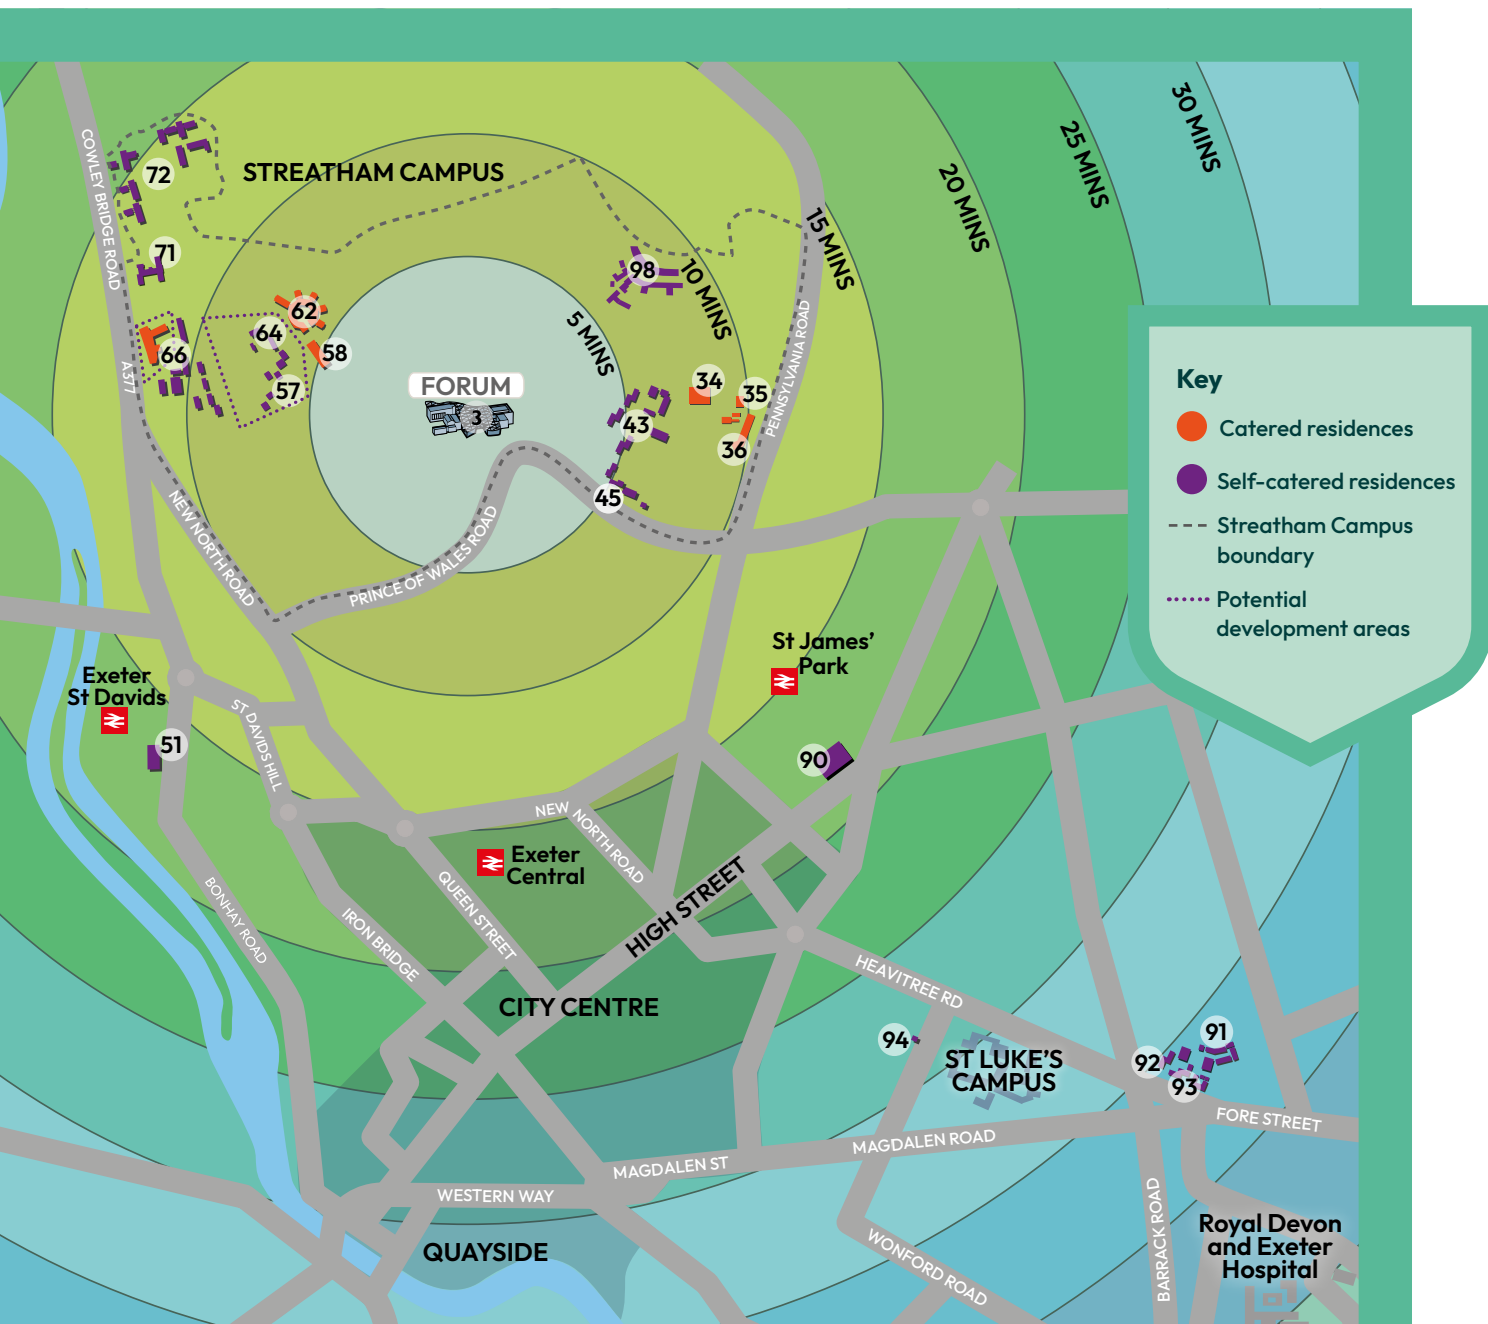 30 MINS
25 MINS
20 MINS
15 MINS
10 MINS
5 MINS
COWLEY BRIDGE ROAD
72
STREATHAM CAMPUS
71
98
62
64
58
66
57
A377
FORUM
3
34
35
43
36
45
PENNSYLVANIA ROAD
NEW NORTH ROAD
PRINCE OF WALES ROAD
Key
Catered residences
Self-catered residences
Streatham Campus
boundary
Potential
development areas
St James’
Park
Exeter
St Davids
51
ST DAVIDS HILL
90
NEW
NORTH ROAD
Exeter
Central
QUEEN STREET
HIGH STREET
BONHAY ROAD
IRON BRIDGE
CITY CENTRE
HEAVITREE RD
94
ST LUKE’S
CAMPUS
91
92
93
FORE STREET
MAGDALEN ROAD
MAGDALEN ST
WESTERN WAY
QUAYSIDE
WONFORD ROAD
BARRACK ROAD
Royal Devon
and Exeter
Hospital